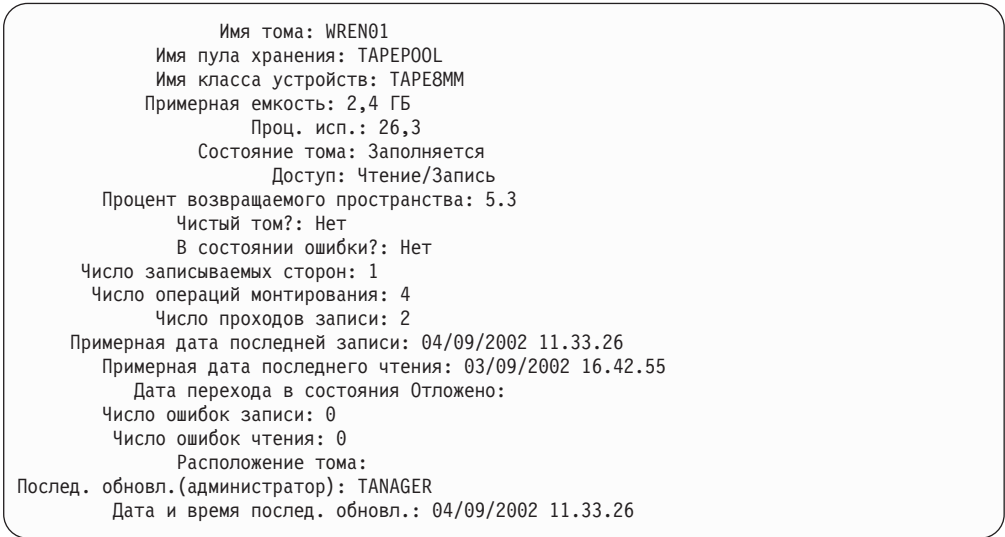 Имя тома: WREN01
Имя пула хранения: TAPEPOOL
Имя класса устройств: TAPE8MM
Примерная емкость: 2,4 ГБ
Проц. исп.: 26,3
Состояние тома: Заполняется
Доступ: Чтение/Запись
Процент возвращаемого пространства: 5.3
Чистый том?: Нет
В состоянии ошибки?: Нет
Число записываемых сторон: 1
Число операций монтирования: 4
Число проходов записи: 2
Примерная дата последней записи: 04/09/2002 11.33.26
Примерная дата последнего чтения: 03/09/2002 16.42.55
Дата перехода в состояния Отложено:
Число ошибок записи: 0
Число ошибок чтения: 0
Расположение тома:
Послед. обновл.(администратор): TANAGER
Дата и время послед. обновл.: 04/09/2002 11.33.26